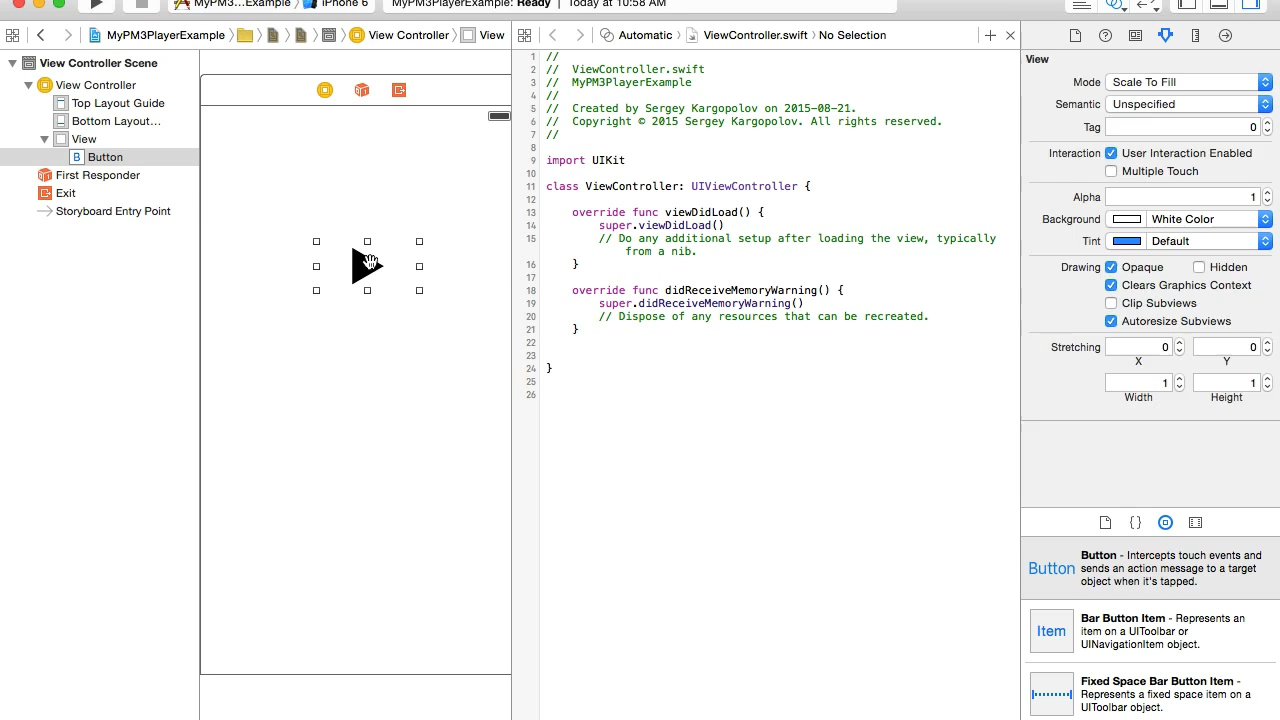 MyPM3...Example
iPhone 6
MyPM3PlayerExample: Ready
Today at 10:58 AM
MyPM3PlayerExample
View Controller
View
Automatic
ViewController.swift
No Selection
View Controller Scene
View Controller
Top Layout Guide
Bottom Layout...
View
B
Button
First Responder
Exit
Storyboard Entry Point
1 //
2 // ViewController.swift
3 // MyPM3PlayerExample
4 //
5 // Created by Sergey Kargopolov on 2015-08-21.
6 // Copyright © 2015 Sergey Kargopolov. All rights reserved.
7 //
8
9 import UIKit
10
11 class ViewController: UIViewController {
12
13 override func viewDidLoad() {
14 super.viewDidLoad()
15 // Do any additional setup after loading the view, typically
from a nib.
16 }
17
18 override func didReceiveMemoryWarning() {
19 super.didReceiveMemoryWarning()
20 // Dispose of any resources that can be recreated.
21 }
22
23
24 }
25
26
View
Mode Scale To Fill
Semantic Unspecified
Tag 0
Interaction User Interaction Enabled
Multiple Touch
Alpha 1
Background White Color
Tint Default
Drawing Opaque Hidden
Clears Graphics Context
Clip Subviews
Autoresize Subviews
Stretching 0 0
X Y
1 1
Width Height
{}
Button
Button - Intercepts touch events and
sends an action message to a target
object when it's tapped.
Item
Bar Button Item - Represents an
item on a UIToolbar or
UINavigationItem object.
Fixed Space Bar Button Item -
Represents a fixed space item on a
UIToolbar object.